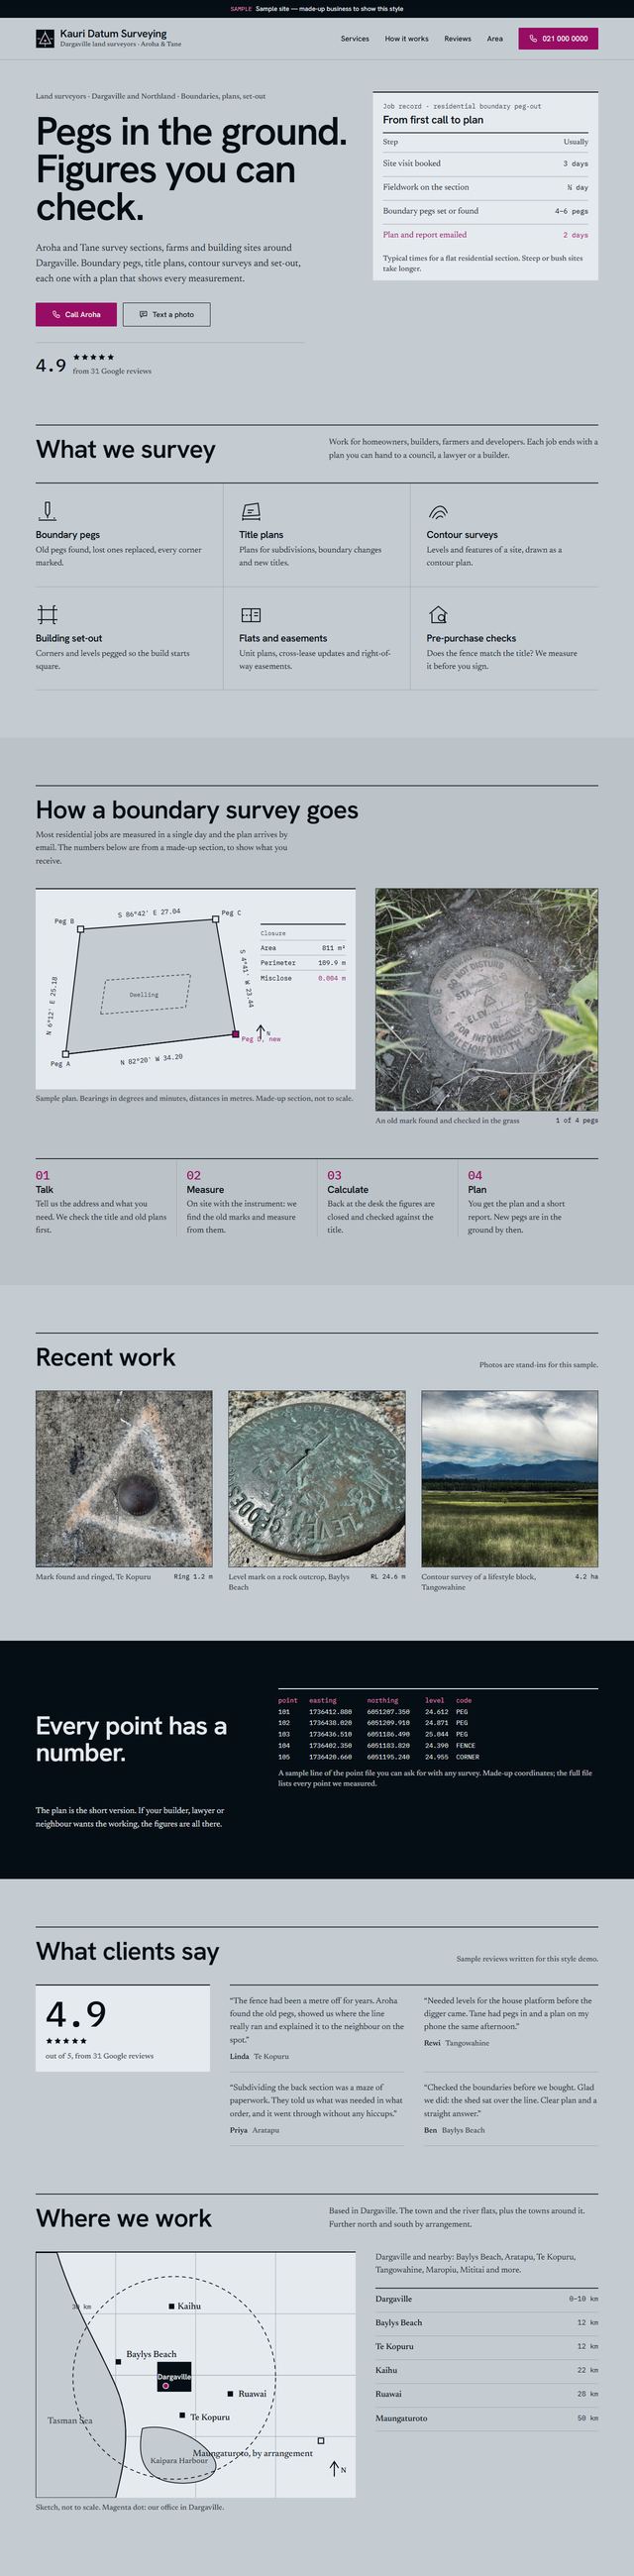 SAMPLE Sample site — made-up business to show this style
Kauri Datum Surveying
Dargaville land surveyors · Aroha & Tane
Services
How it works
Reviews
Area
021 000 0000
Land surveyors · Dargaville and Northland · Boundaries, plans, set-out
Pegs in the ground.
Figures you can
check.
Aroha and Tane survey sections, farms and building sites around
Dargaville. Boundary pegs, title plans, contour surveys and set-out,
each one with a plan that shows every measurement.
Call Aroha
Text a photo
4.9
★★★★★
from 31 Google reviews
Job record · residential boundary peg-out
From first call to plan
Step Usually
Site visit booked 3 days
Fieldwork on the section ½ day
Boundary pegs set or found 4–6 pegs
Plan and report emailed 2 days
Typical times for a flat residential section. Steep or bush sites
take longer.
What we survey
Work for homeowners, builders, farmers and developers. Each job ends with a
plan you can hand to a council, a lawyer or a builder.
Boundary pegs
Old pegs found, lost ones replaced, every corner
marked.
Title plans
Plans for subdivisions, boundary changes
and new titles.
Contour surveys
Levels and features of a site, drawn as a
contour plan.
Building set-out
Corners and levels pegged so the build starts
square.
Flats and easements
Unit plans, cross-lease updates and right-of-
way easements.
Pre-purchase checks
Does the fence match the title? We measure
it before you sign.
How a boundary survey goes
Most residential jobs are measured in a single day and the plan arrives by
email. The numbers below are from a made-up section, to show what you
receive.
Peg B
S 86°42' E 27.04
Peg C
N 6°12' E 25.18
S 4°41' W 23.44
Dwelling
Peg A
N 82°20' W 34.20
Peg D, new
N
Closure
Area 811 m²
Perimeter 109.9 m
Misclose 0.004 m
Sample plan. Bearings in degrees and minutes, distances in metres. Made-up section, not to scale.
FOR INFOR
An old mark found and checked in the grass
1 of 4 pegs
01
Talk
Tell us the address and what you
need. We check the title and old plans
first.
02
Measure
On site with the instrument: we
find the old marks and measure
from them.
03
Calculate
Back at the desk the figures are
closed and checked against the
title.
04
Plan
You get the plan and a short
report. New pegs are in the
ground by then.
Recent work
Photos are stand-ins for this sample.
LEVEL
GEODE
Mark found and ringed, Te Kopuru
Ring 1.2 m
Level mark on a rock outcrop, Baylys
Beach
RL 24.6 m
Contour survey of a lifestyle block,
Tangowahine
4.2 ha
Every point has a
number.
The plan is the short version. If your builder, lawyer or
neighbour wants the working, the figures are all there.
point easting northing level code
101 1736412.880 6051207.350 24.612 PEG
102 1736438.020 6051209.910 24.871 PEG
103 1736436.510 6051186.490 25.044 PEG
104 1736402.350 6051183.820 24.390 FENCE
105 1736420.660 6051195.240 24.955 CORNER
A sample line of the point file you can ask for with any survey. Made-up coordinates; the full file
lists every point we measured.
What clients say
Sample reviews written for this style demo.
4.9
★★★★★
out of 5, from 31 Google reviews
“The fence had been a metre off for years. Aroha
found the old pegs, showed us where the line
really ran and explained it to the neighbour on the
spot.”
Linda Te Kopuru
“Needed levels for the house platform before the
digger came. Tane had pegs in and a plan on my
phone the same afternoon.”
Rewi Tangowahine
“Subdividing the back section was a maze of
paperwork. They told us what was needed in what
order, and it went through without any hiccups.”
Priya Aratapu
“Checked the boundaries before we bought. Glad
we did: the shed sat over the line. Clear plan and a
straight answer.”
Ben Baylys Beach
Where we work
Based in Dargaville. The town and the river flats, plus the towns around it.
Further north and south by arrangement.
Kaihu
Baylys Beach
Dargaville
Ruawai
Tasman Sea
Te Kopuru
Maungaturoto, by arrangement
Kaipara Harbour
N
Sketch, not to scale. Magenta dot: our office in Dargaville.
Dargaville and nearby: Baylys Beach, Aratapu, Te Kopuru,
Tangowahine, Maropiu, Mititai and more.
Dargaville 0–10 km
Baylys Beach 12 km
Te Kopuru 12 km
Kaihu 22 km
Ruawai 28 km
Maungaturoto 50 km